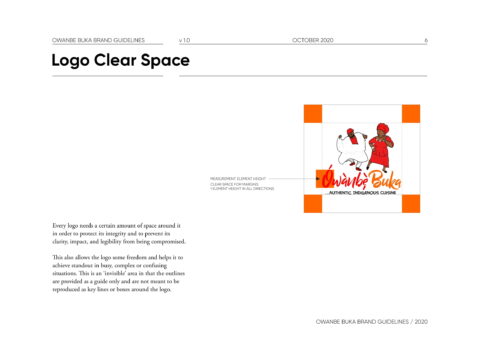 OWANBE BUKA BRAND GUIDELINES v 1.0 OCTOBER 2020 6
Logo Clear Space
MEASUREMENT ELEMENT HEIGHT
CLEAR SPACE FOR MARGINS
1 ELEMENT HEIGHT IN ALL DIRECTIONS
Ówànbẹ̀ Buka
AUTHENTIC, INDIGENOUS CUISINE
Every logo needs a certain amount of space around it
in order to protect its integrity and to prevent its
clarity, impact, and legibility from being compromised.
This also allows the logo some freedom and helps it to
achieve standout in busy, complex or confusing
situations. This is an 'invisible' area in that the outlines
are provided as a guide only and are not meant to be
reproduced as key lines or boxes around the logo.
OWANBE BUKA BRAND GUIDELINES / 2020